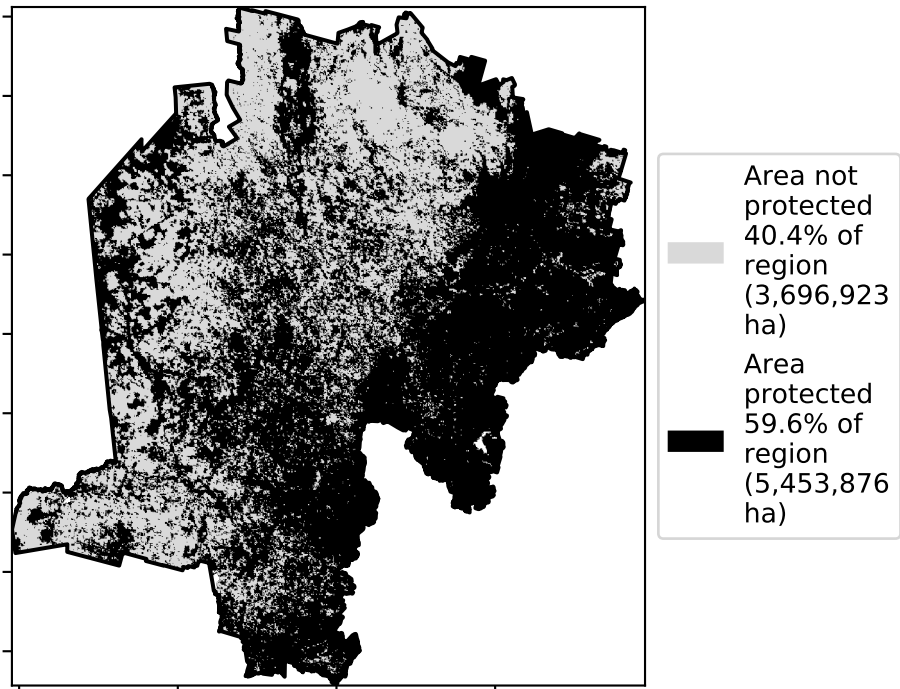 Area not
protected
40.4% of
region
(3,696,923
ha)
Area
protected
59.6% of
region
(5,453,876
ha)